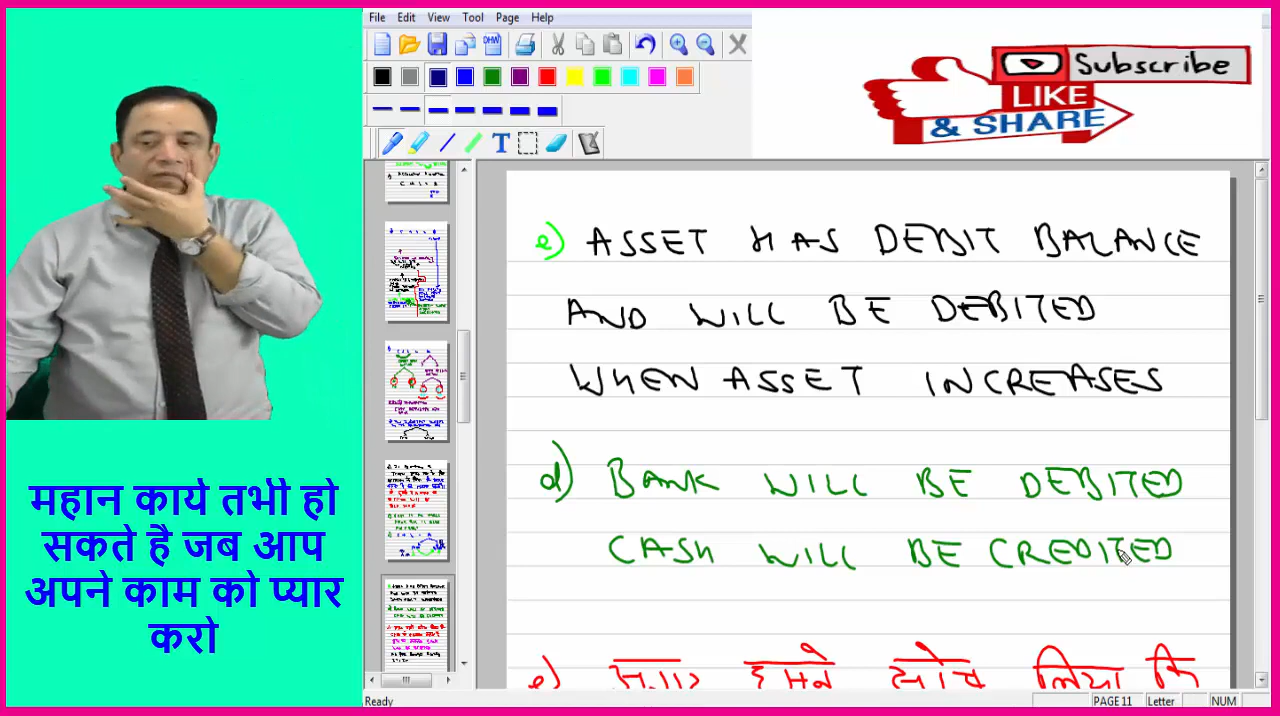 File Edit View Tool Page Help
DHW
Subscribe
LIKE
& SHARE
e) ASSET HAS DEBIT BALANCE
AND WILL BE DEBITED
WHEN ASSET INCREASES
d) BANK WILL BE DEBITED
CASH WILL BE CREDITED
e) हमने सोच लिया कि
महान कार्य तभी हो
सकते है जब आप
अपने काम को प्यार
करो
Ready
PAGE 11 Letter NUM